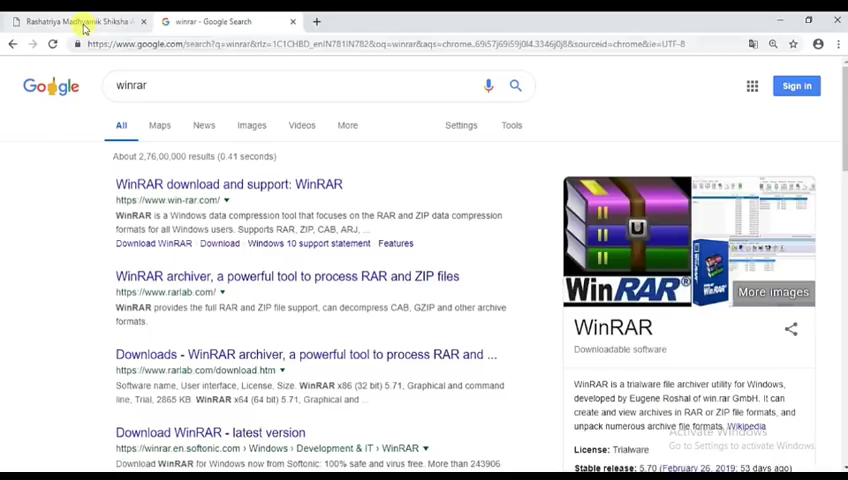 Rashatriya Madhyamik Shiksha
winrar - Google Search
https://www.google.com/search?q=winrar&rlz=1C1CHBD_enIN781IN782&oq=winrar&aqs=chrome..69i57j69i59j0l4.3346j0j8&sourceid=chrome&ie=UTF-8
Google
winrar
Sign in
All Maps News Images Videos More Settings Tools
About 2,76,00,000 results (0.41 seconds)
WinRAR download and support: WinRAR
https://www.win-rar.com/
WinRAR is a Windows data compression tool that focuses on the RAR and ZIP data compression
formats for all Windows users. Supports RAR, ZIP, CAB, ARJ, ...
Download WinRAR · Download · Windows 10 support statement · Features
WinRAR archiver, a powerful tool to process RAR and ZIP files
https://www.rarlab.com/
WinRAR provides the full RAR and ZIP file support, can decompress CAB, GZIP and other archive
formats.
Downloads - WinRAR archiver, a powerful tool to process RAR and ...
https://www.rarlab.com/download.htm
Software name, User interface, License, Size. WinRAR x86 (32 bit) 5.71, Graphical and command
line, Trial, 2865 KB. WinRAR x64 (64 bit) 5.71, Graphical and ...
Download WinRAR - latest version
https://winrar.en.softonic.com › Windows › Development & IT › WinRAR
Download WinRAR for Windows now from Softonic: 100% safe and virus free. More than 243906
WinRAR
More images
WinRAR
Downloadable software
WinRAR is a trialware file archiver utility for Windows,
developed by Eugene Roshal of win.rar GmbH. It can
create and view archives in RAR or ZIP file formats, and
unpack numerous archive file formats. Wikipedia
Activate Windows
Go to Settings to activate Windows.
License: Trialware
Stable release: 5.70 (February 26, 2019; 53 days ago)